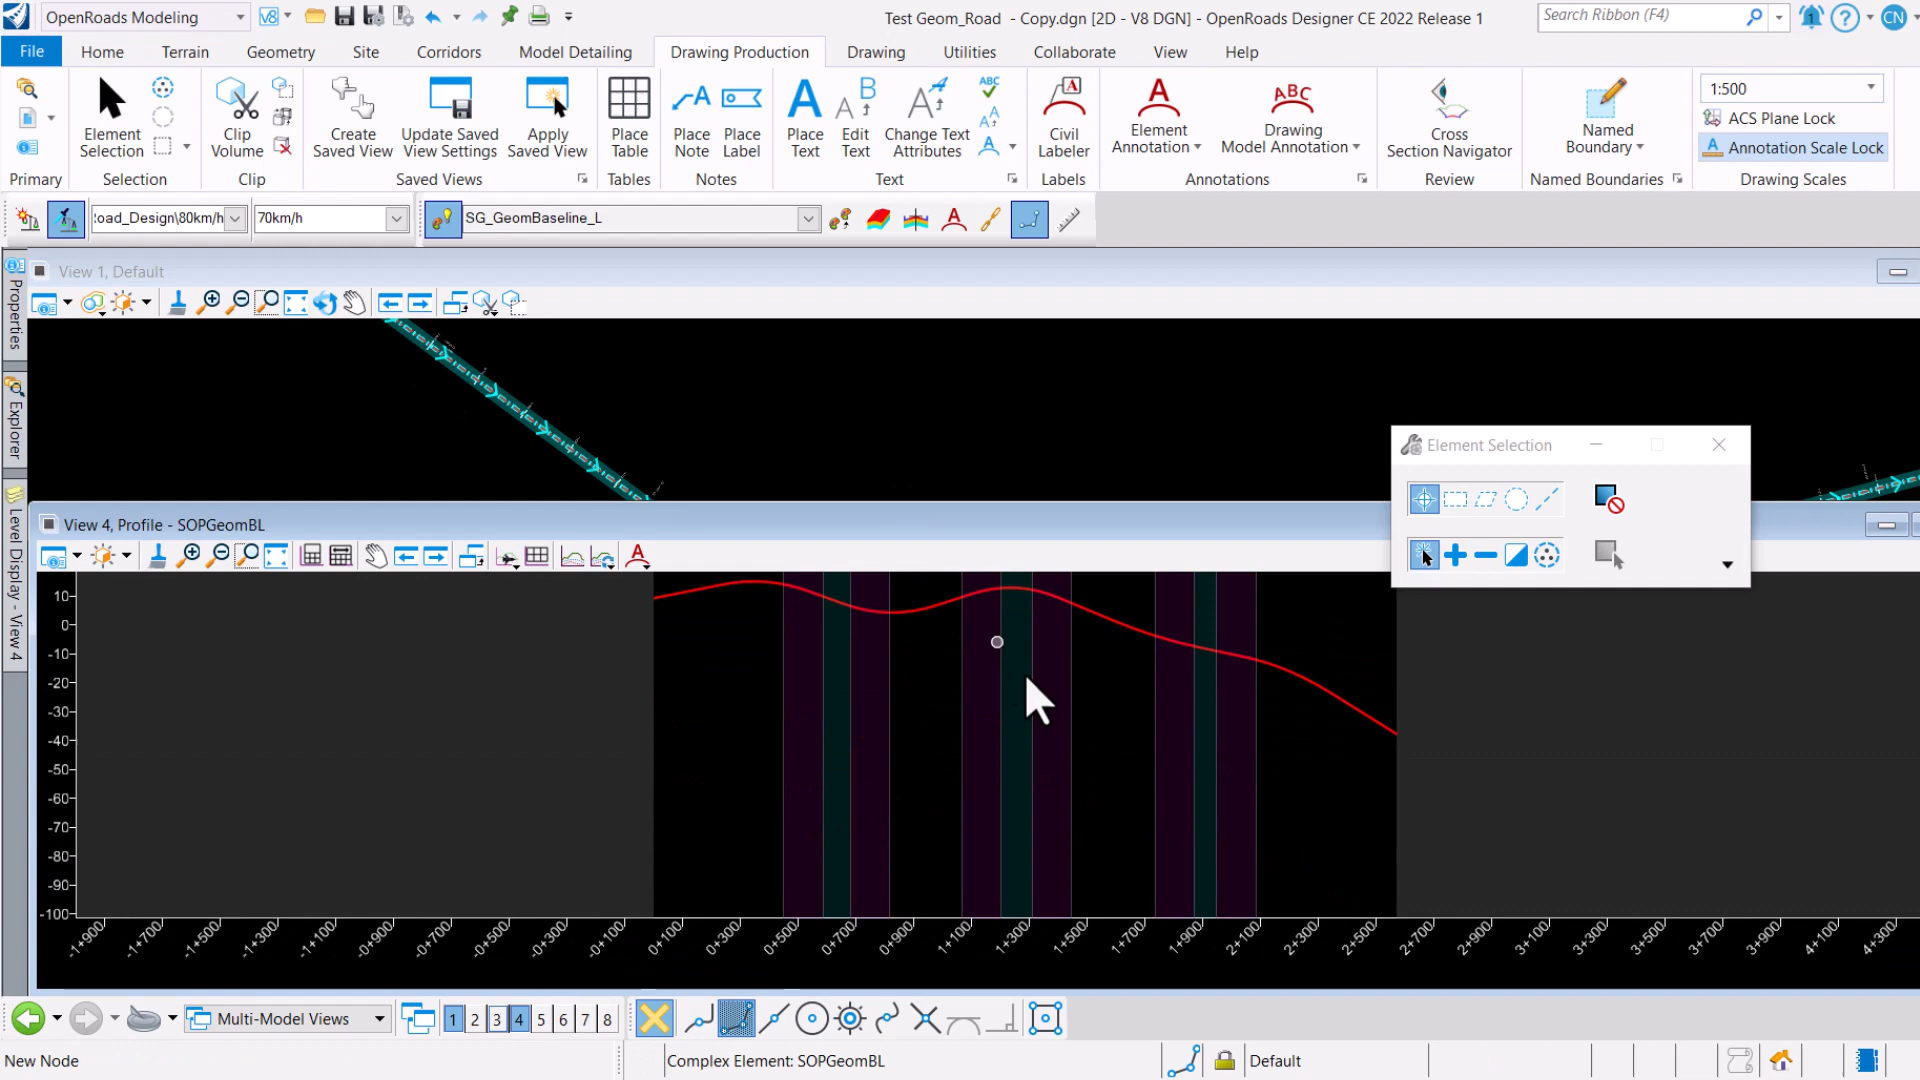 OpenRoads Modeling
V8
Test Geom_Road - Copy.dgn [2D - V8 DGN] - OpenRoads Designer CE 2022 Release 1
Search Ribbon (F4)
1
CN
File
Home
Terrain
Geometry
Site
Corridors
Model Detailing
Drawing Production
Drawing
Utilities
Collaborate
View
Help
Element Selection
Clip Volume
Create Saved View
Update Saved View Settings
Apply Saved View
Place Table
Place Note
Place Label
Place Text
Edit Text
Change Text Attributes
Civil Labeler
Element Annotation
Drawing Model Annotation
Cross Section Navigator
Named Boundary
1:500
ACS Plane Lock
Annotation Scale Lock
Primary
Selection
Clip
Saved Views
Tables
Notes
Text
Labels
Annotations
Review
Named Boundaries
Drawing Scales
:oad_Design\80km/h
70km/h
SG_GeomBaseline_L
Properties
Explorer
Level Display - View 4
View 1, Default
Element Selection
View 4, Profile - SOPGeomBL
10
0
-10
-20
-30
-40
-50
-60
-70
-80
-90
-100
-1+900
-1+700
-1+500
-1+300
-1+100
-0+900
-0+700
-0+500
-0+300
-0+100
0+100
0+300
0+500
0+700
0+900
1+100
1+300
1+500
1+700
1+900
2+100
2+300
2+500
2+700
2+900
3+100
3+300
3+500
3+700
3+900
4+100
4+300
Multi-Model Views
1 2 3 4 5 6 7 8
New Node
Complex Element: SOPGeomBL
Default